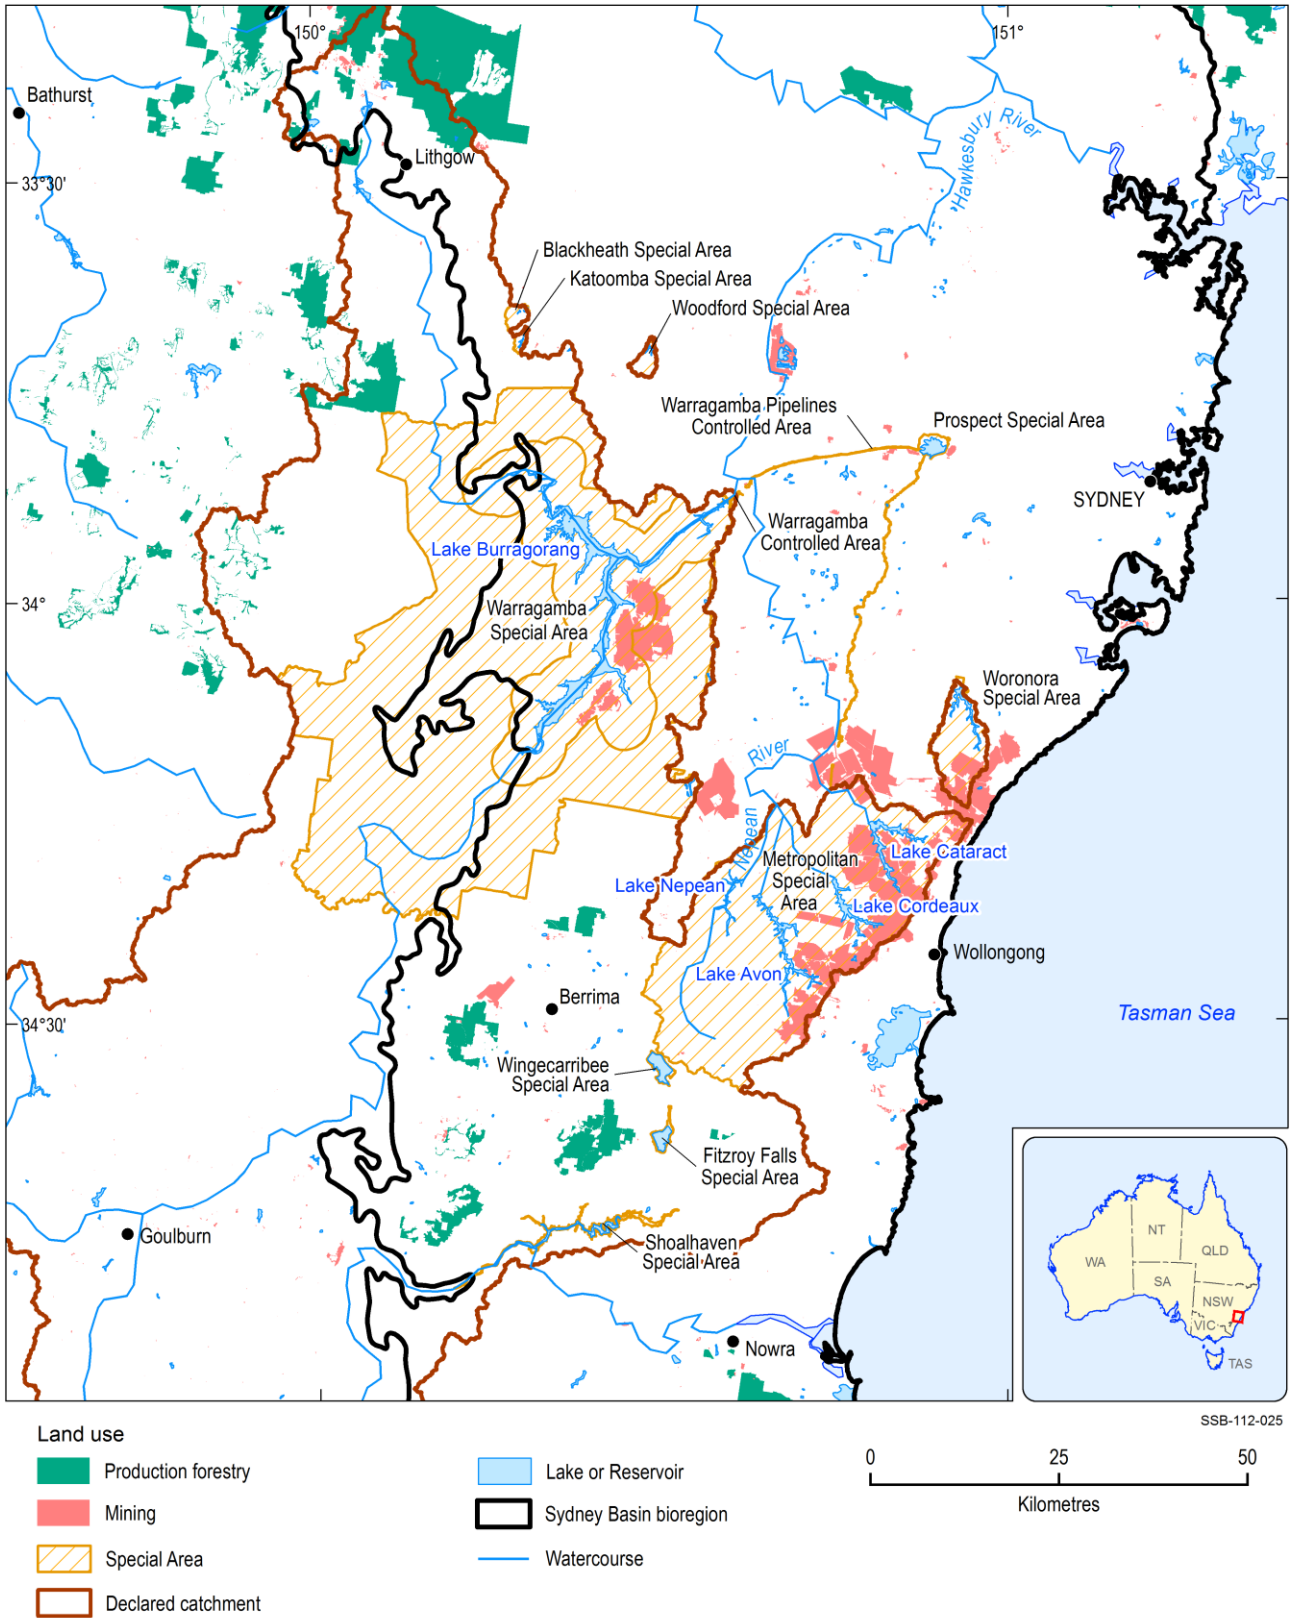 150°
151°
Bathurst
Hawkesbury River
Lithgow
33°30'
Blackheath Special Area
Katoomba Special Area
Woodford Special Area
Warragamba Pipelines
Controlled Area
Prospect Special Area
SYDNEY
Warragamba
Controlled Area
Lake Burragorang
34°
Warragamba
Special Area
Woronora
Special Area
River
Nepean
Lake Cataract
Metropolitan
Special
Area
Lake Nepean
Lake Cordeaux
Wollongong
Lake Avon
Berrima
Tasman Sea
34°30'
Wingecarribee
Special Area
Fitzroy Falls
Special Area
Goulburn
Shoalhaven
Special Area
Nowra
NT
QLD
WA
SA
NSW
VIC
TAS
SSB-112-025
Land use
Production forestry
Mining
Special Area
Declared catchment
Lake or Reservoir
Sydney Basin bioregion
Watercourse
0
25
50
Kilometres